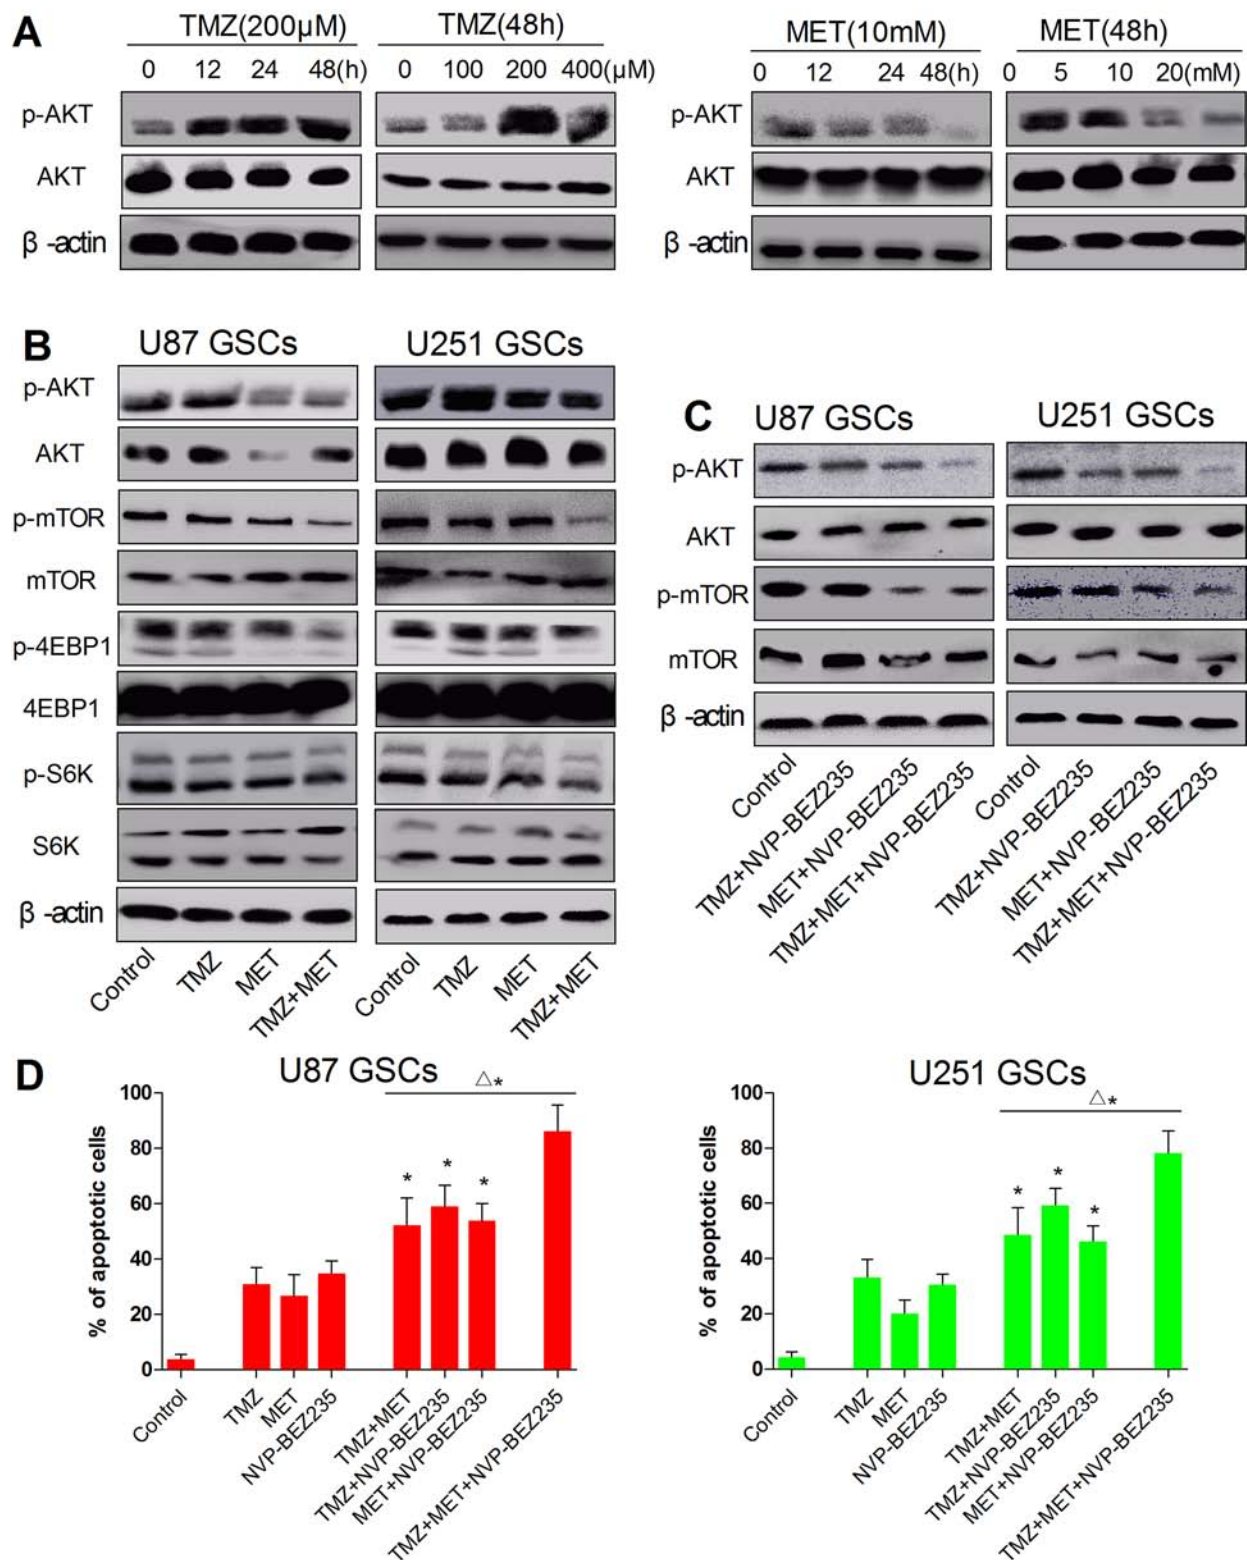 A
TMZ(200μM) TMZ(48h) MET(10mM) MET(48h)
0 12 24 48(h) 0 100 200 400(μM) 0 12 24 48(h) 0 5 10 20(mM)
p-AKT p-AKT
AKT AKT
β -actin β -actin
B
U87 GSCs U251 GSCs
p-AKT
AKT
p-mTOR
mTOR
p-4EBP1
4EBP1
p-S6K
S6K
β -actin
Control TMZ MET TMZ+MET Control TMZ MET TMZ+MET
C
U87 GSCs U251 GSCs
p-AKT
AKT
p-mTOR
mTOR
β -actin
Control TMZ+NVP-BEZ235 MET+NVP-BEZ235 TMZ+MET+NVP-BEZ235 Control TMZ+NVP-BEZ235 MET+NVP-BEZ235 TMZ+MET+NVP-BEZ235
D
U87 GSCs
% of apoptotic cells
100
80
60
40
20
0
△*
* * *
Control TMZ MET NVP-BEZ235 TMZ+MET TMZ+NVP-BEZ235 MET+NVP-BEZ235 TMZ+MET+NVP-BEZ235
U251 GSCs
% of apoptotic cells
100
80
60
40
20
0
△*
* * *
Control TMZ MET NVP-BEZ235 TMZ+MET TMZ+NVP-BEZ235 MET+NVP-BEZ235 TMZ+MET+NVP-BEZ235